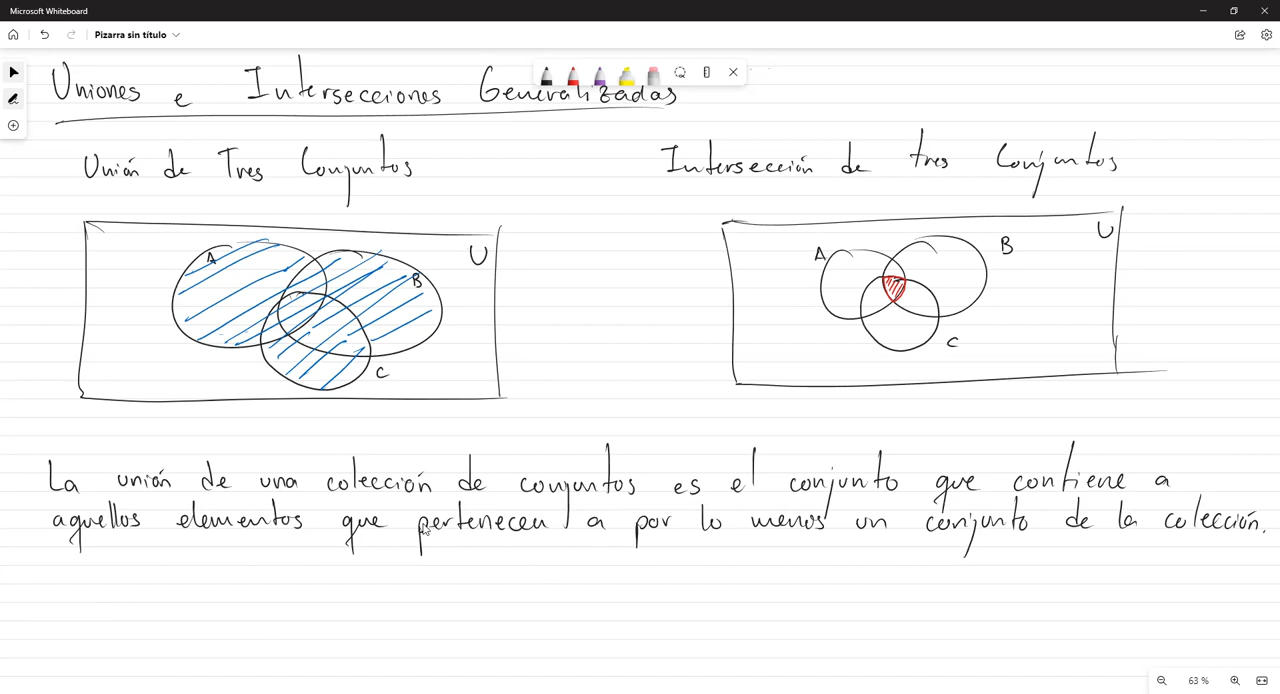 Microsoft Whiteboard
Pizarra sin título
Uniones e Intersecciones Generalizadas
Unión de Tres Conjuntos
Intersección de tres Conjuntos
A
B
C
U
A
B
C
U
La unión de una colección de conjuntos es el conjunto que contiene a
aquellos elementos que pertenecen a por lo menos un conjunto de la colección.
63 %